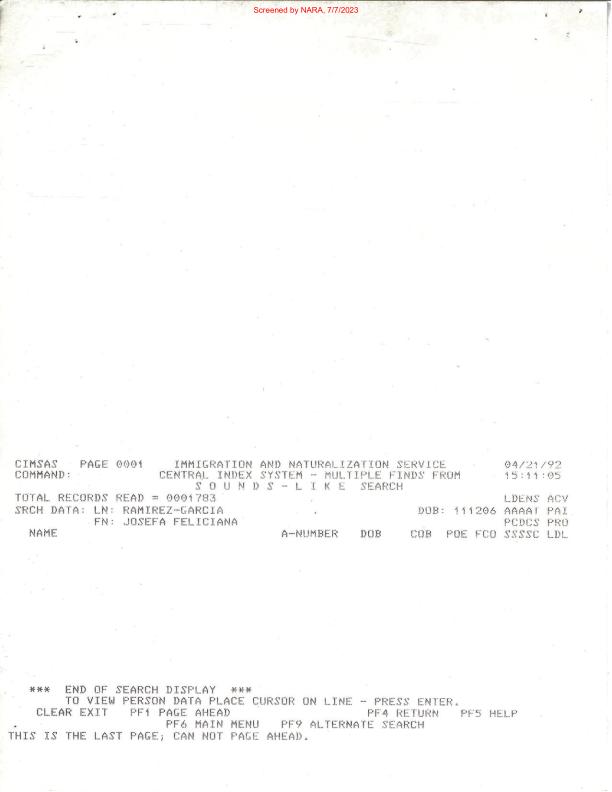 Screened by NARA, 7/7/2023
CIMSAS PAGE 0001 IMMIGRATION AND NATURALIZATION SERVICE 04/21/92
COMMAND: CENTRAL INDEX SYSTEM - MULTIPLE FINDS FROM 15:11:05
S O U N D S - L I K E SEARCH
TOTAL RECORDS READ = 0001783 LDENS ACV
SRCH DATA: LN: RAMIREZ-GARCIA DOB: 111206 AAAAT PAI
FN: JOSEFA FELICIANA PCDCS PRO
NAME A-NUMBER DOB COB POE FCO SSSSC LDL
*** END OF SEARCH DISPLAY ***
TO VIEW PERSON DATA PLACE CURSOR ON LINE - PRESS ENTER.
CLEAR EXIT PF1 PAGE AHEAD PF4 RETURN PF5 HELP
PF6 MAIN MENU PF9 ALTERNATE SEARCH
THIS IS THE LAST PAGE; CAN NOT PAGE AHEAD.